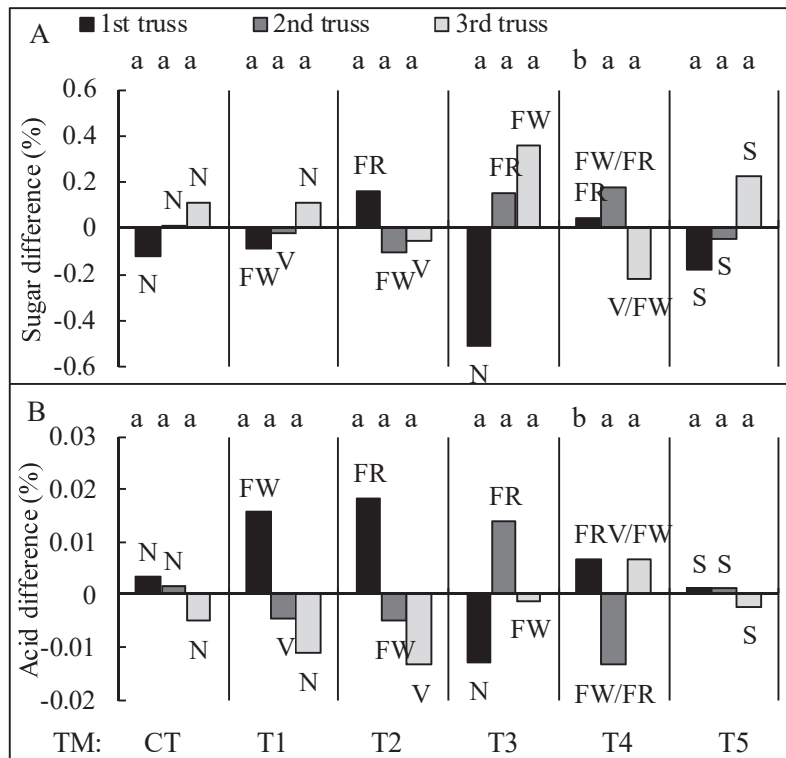 A 1st truss 2nd truss 3rd truss
a a a a a a a a a a a a b a a a a a
Sugar difference (%)
0.6
0.4
0.2
0
-0.2
-0.4
-0.6
N N N
FW V N
FR FW V
N FR FW
FR FW/FR V/FW
S S S
B
a a a a a a a a a a a a b a a a a a
Acid difference (%)
0.03
0.02
0.01
0
-0.01
-0.02
N N N
FW V N
FR FW V
N FR FW
FR FW/FR V/FW
S S S
TM: CT T1 T2 T3 T4 T5